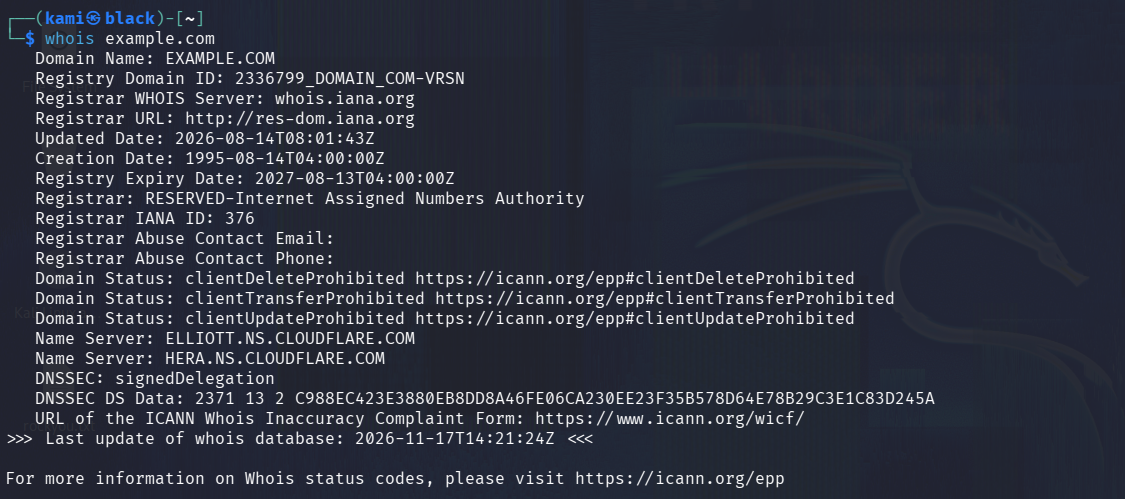 ┌──(kami㉿black)-[~]
└─$ whois example.com
Domain Name: EXAMPLE.COM
Registry Domain ID: 2336799_DOMAIN_COM-VRSN
Registrar WHOIS Server: whois.iana.org
Registrar URL: http://res-dom.iana.org
Updated Date: 2026-08-14T08:01:43Z
Creation Date: 1995-08-14T04:00:00Z
Registry Expiry Date: 2027-08-13T04:00:00Z
Registrar: RESERVED-Internet Assigned Numbers Authority
Registrar IANA ID: 376
Registrar Abuse Contact Email:
Registrar Abuse Contact Phone:
Domain Status: clientDeleteProhibited https://icann.org/epp#clientDeleteProhibited
Domain Status: clientTransferProhibited https://icann.org/epp#clientTransferProhibited
Domain Status: clientUpdateProhibited https://icann.org/epp#clientUpdateProhibited
Name Server: ELLIOTT.NS.CLOUDFLARE.COM
Name Server: HERA.NS.CLOUDFLARE.COM
DNSSEC: signedDelegation
DNSSEC DS Data: 2371 13 2 C988EC423E3880EB8DD8A46FE06CA230EE23F35B578D64E78B29C3E1C83D245A
URL of the ICANN Whois Inaccuracy Complaint Form: https://www.icann.org/wicf/
>>> Last update of whois database: 2026-11-17T14:21:24Z <<<
For more information on Whois status codes, please visit https://icann.org/epp